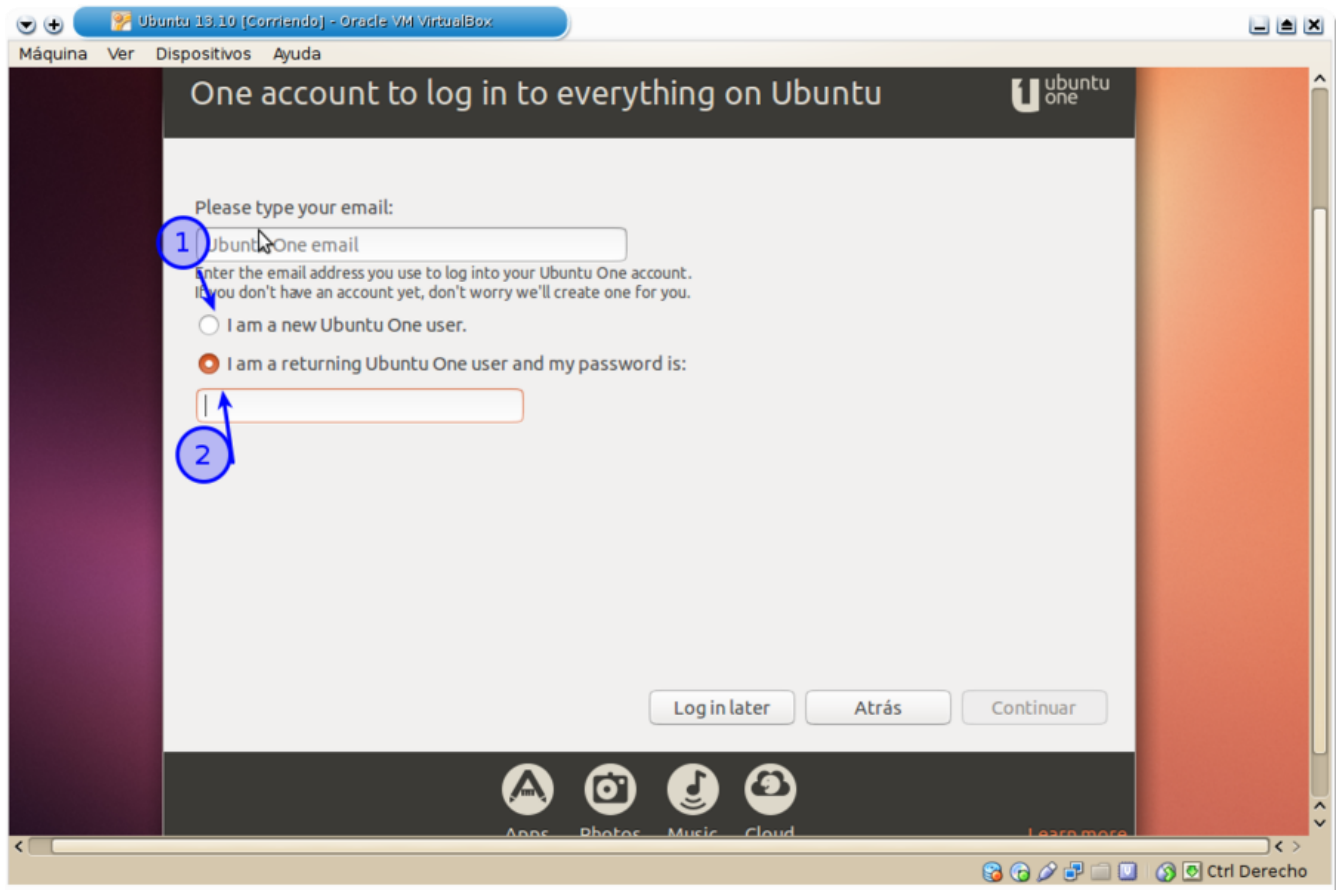 Ubuntu 13.10 [Corriendo] - Oracle VM VirtualBox
Máquina Ver Dispositivos Ayuda
One account to log in to everything on Ubuntu
ubuntu
one
Please type your email:
1
Ubuntu One email
Enter the email address you use to log into your Ubuntu One account.
If you don't have an account yet, don't worry we'll create one for you.
I am a new Ubuntu One user.
I am a returning Ubuntu One user and my password is:
2
Log in later Atrás Continuar
Apps Photos Music Cloud Learn more
Ctrl Derecho